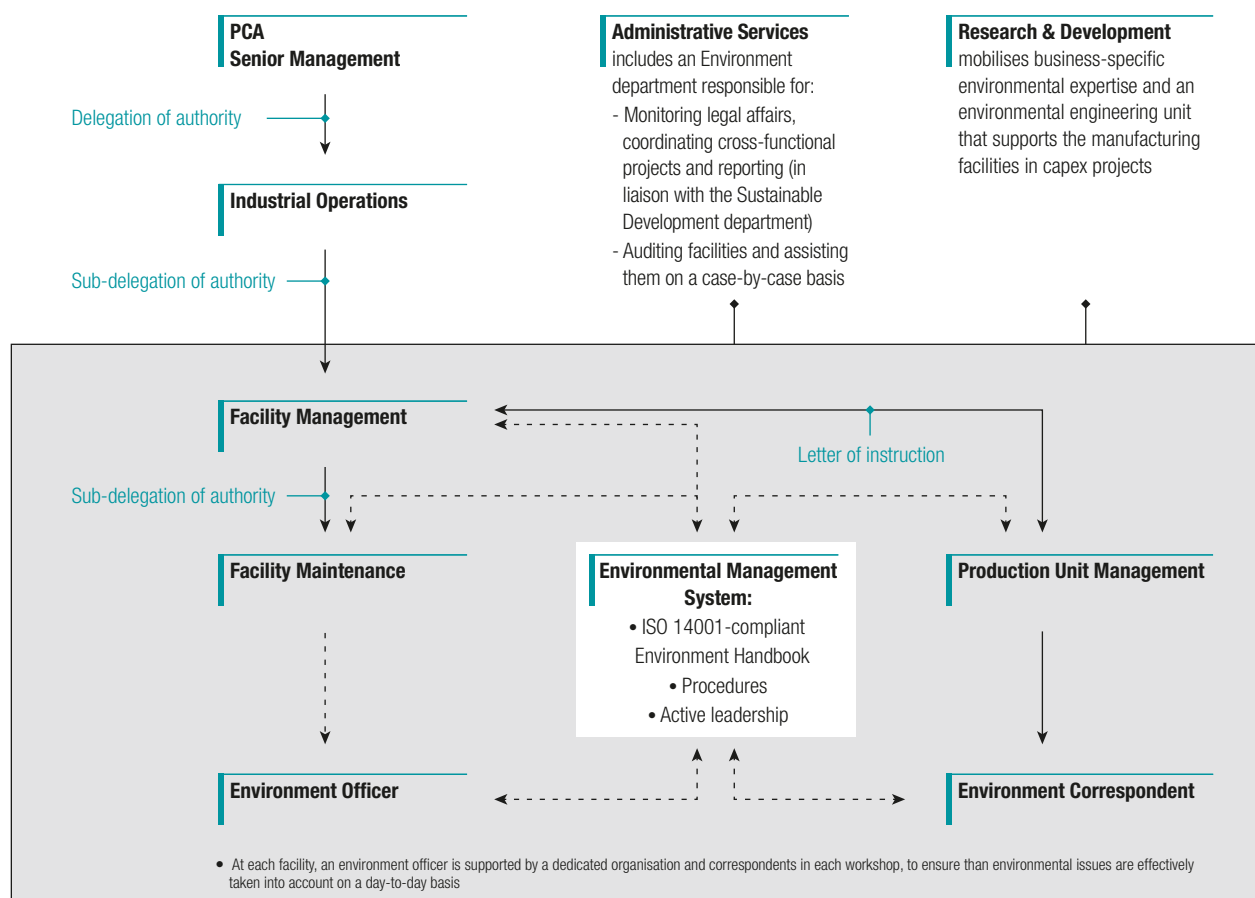 PCA
Senior Management
Delegation of authority
Industrial Operations
Sub-delegation of authority
Administrative Services
includes an Environment
department responsible for:
- Monitoring legal affairs,
coordinating cross-functional
projects and reporting (in
liaison with the Sustainable
Development department)
- Auditing facilities and assisting
them on a case-by-case basis
Research & Development
mobilises business-specific
environmental expertise and an
environmental engineering unit
that supports the manufacturing
facilities in capex projects
Facility Management
Letter of instruction
Sub-delegation of authority
Facility Maintenance
Environmental Management
System:
• ISO 14001-compliant
Environment Handbook
• Procedures
• Active leadership
Production Unit Management
Environment Officer
Environment Correspondent
• At each facility, an environment officer is supported by a dedicated organisation and correspondents in each workshop, to ensure than environmental issues are effectively
taken into account on a day-to-day basis